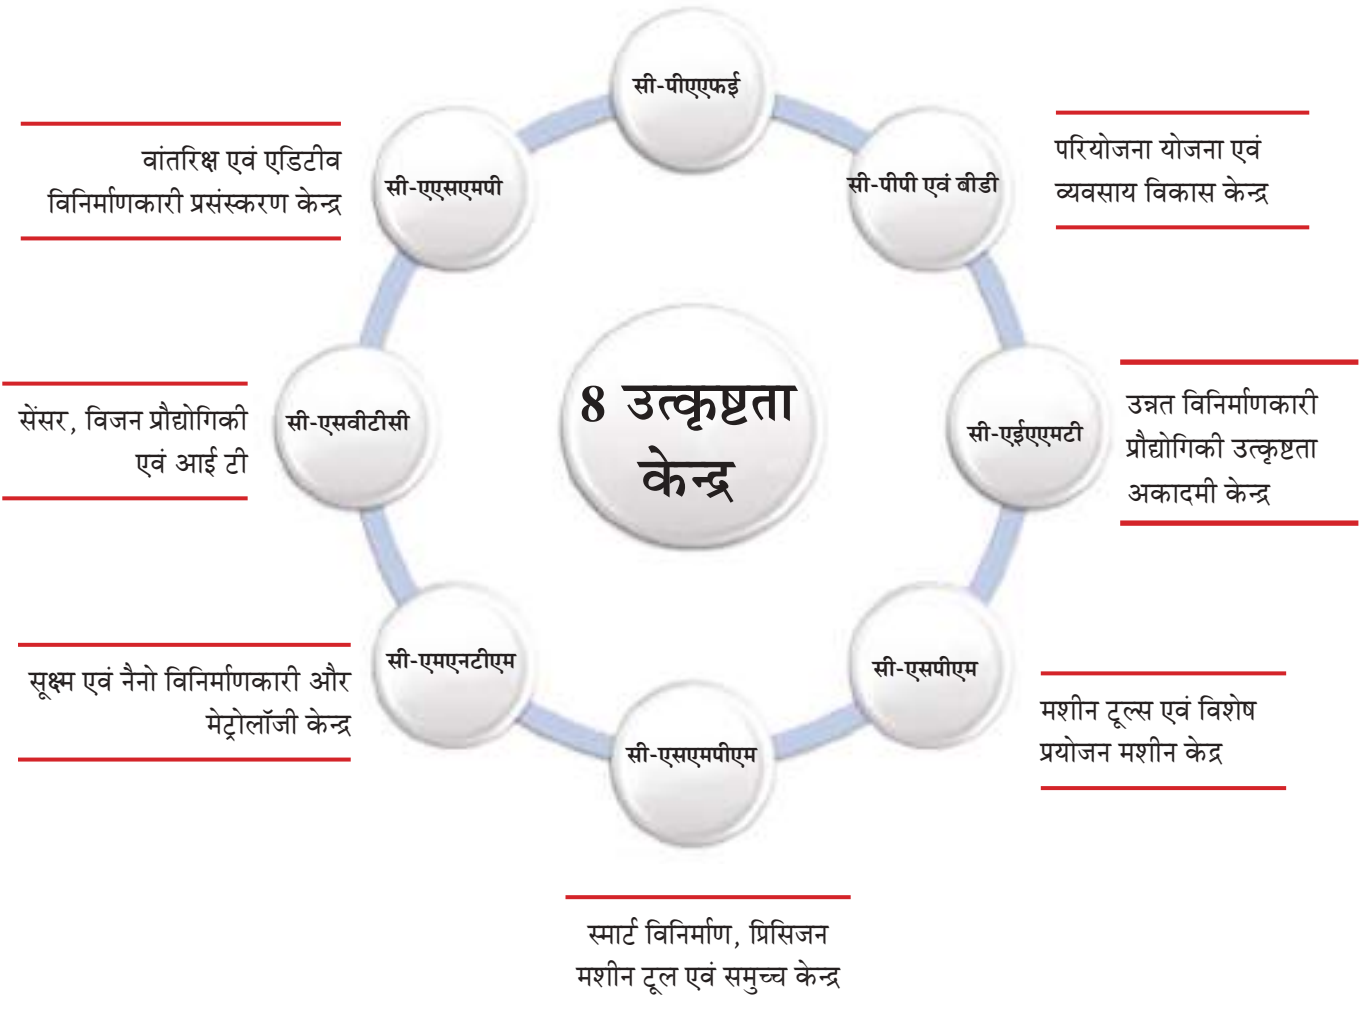 सी-पीएएफई
सी-पीपी एवं बीडी
परियोजना योजना एवं
व्यवसाय विकास केन्द्र
सी-एईएएमटी
उन्नत विनिर्माणकारी
प्रौद्योगिकी उत्कृष्टता
अकादमी केन्द्र
सी-एसपीएम
मशीन टूल्स एवं विशेष
प्रयोजन मशीन केद्र
सी-एसएमपीएम
स्मार्ट विनिर्माण, प्रिसिजन
मशीन टूल एवं समुच्च केन्द्र
सी-एमएनटीएम
सूक्ष्म एवं नैनो विनिर्माणकारी और
मेट्रोलॉजी केन्द्र
सी-एसवीटीसी
सेंसर, विजन प्रौद्योगिकी
एवं आई टी
सी-एएसएमपी
वांतरिक्ष एवं एडिटीव
विनिर्माणकारी प्रसंस्करण केन्द्र
8 उत्कृष्टता
केन्द्र